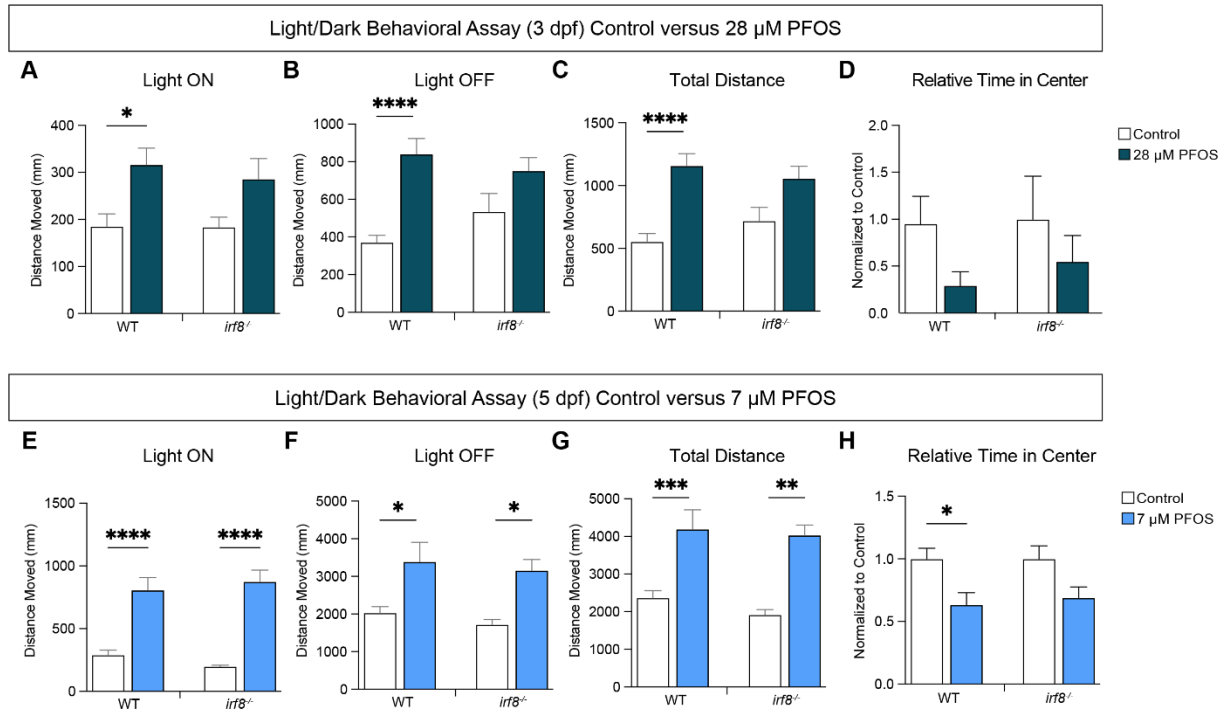 Light/Dark Behavioral Assay (3 dpf) Control versus 28 µM PFOS
A
Light ON
Distance Moved (mm)
400
300
200
100
0
*
WT
irf8-/
B
Light OFF
Distance Moved (mm)
1000
800
600
400
200
0
****
WT
irf8-/-
C
Total Distance
Distance Moved (mm)
1500
1000
500
0
****
WT
irf8-/-
D
Relative Time in Center
Normalized to Control
2.0
1.5
1.0
0.5
0.0
WT
irf8-/-
Control
28 µM PFOS
Light/Dark Behavioral Assay (5 dpf) Control versus 7 µM PFOS
E
Light ON
Distance Moved (mm)
1500
1000
500
0
****
****
WT
irf8-/-
F
Light OFF
Distance Moved (mm)
5000
4000
3000
2000
1000
0
*
*
WT
irf8-/-
G
Total Distance
Distance Moved (mm)
5000
4000
3000
2000
1000
0
***
**
WT
irf8-/-
H
Relative Time in Center
Normalized to Control
1.5
1.0
0.5
0.0
*
WT
irf8-/-
Control
7 µM PFOS